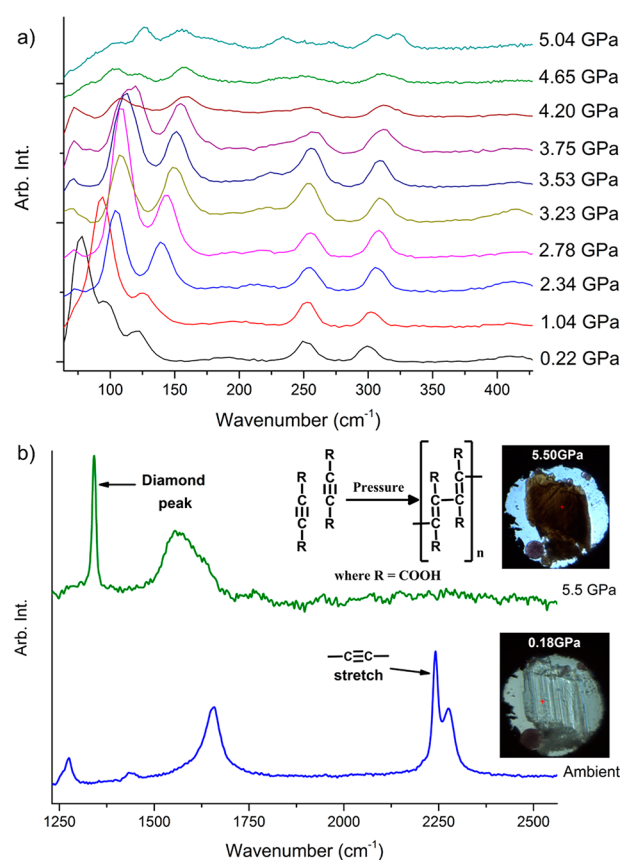 a)
5.04 GPa
4.65 GPa
4.20 GPa
3.75 GPa
3.53 GPa
3.23 GPa
2.78 GPa
2.34 GPa
1.04 GPa
0.22 GPa
Arb. Int.
100 150 200 250 300 350 400
Wavenumber (cm⁻¹)
b)
Diamond
peak
R R
C C
C C
R R
Pressure
R R
C C
C C
R R
n
where R = COOH
5.50GPa
5.5 GPa
Arb. Int.
—C≡C—
stretch
0.18GPa
Ambient
1250 1500 1750 2000 2250 2500
Wavenumber (cm⁻¹)